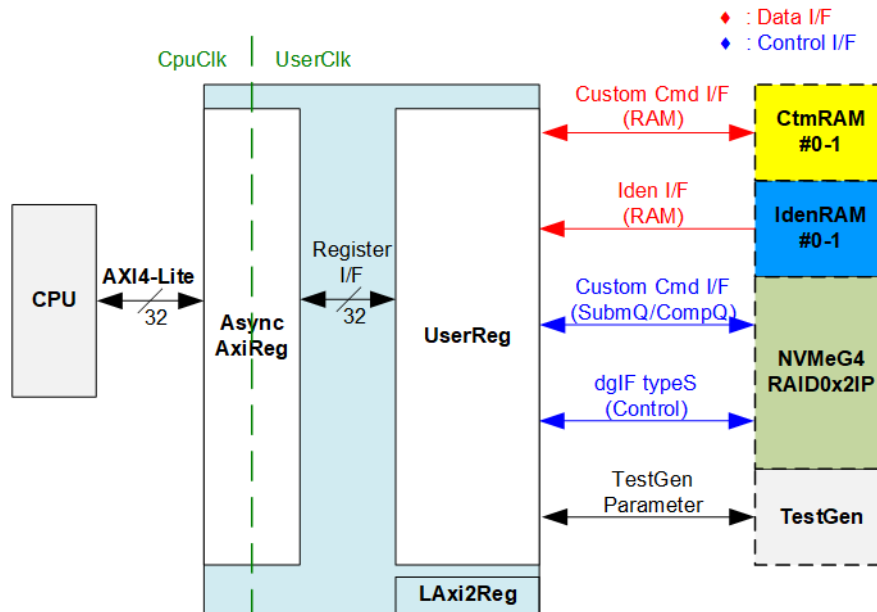 ♦ : Data I/F
♦ : Control I/F
CpuClk
UserClk
Custom Cmd I/F
(RAM)
CtmRAM
#0-1
Iden I/F
(RAM)
IdenRAM
#0-1
CPU
AXI4-Lite
32
Async
AxiReg
Register
I/F
32
UserReg
Custom Cmd I/F
(SubmQ/CompQ)
dgIF typeS
(Control)
NVMeG4
RAID0x2IP
TestGen
Parameter
TestGen
LAxi2Reg